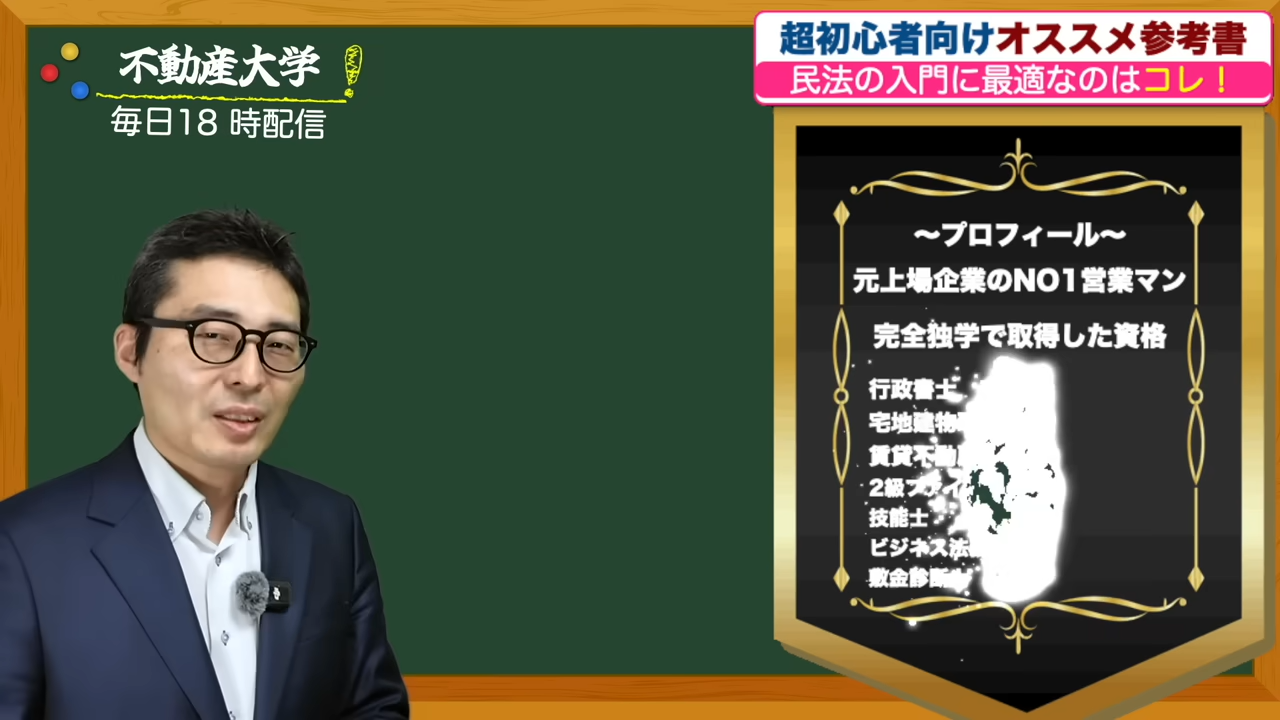 不動産大学！
毎日18時配信
超初心者向けオススメ参考書
民法の入門に最適なのはコレ！
～プロフィール～
元上場企業のNO1営業マン
完全独学で取得した資格
行政書士
宅地建物
賃貸不動
2級ファイ
技能士
ビジネス法
敷金診断士